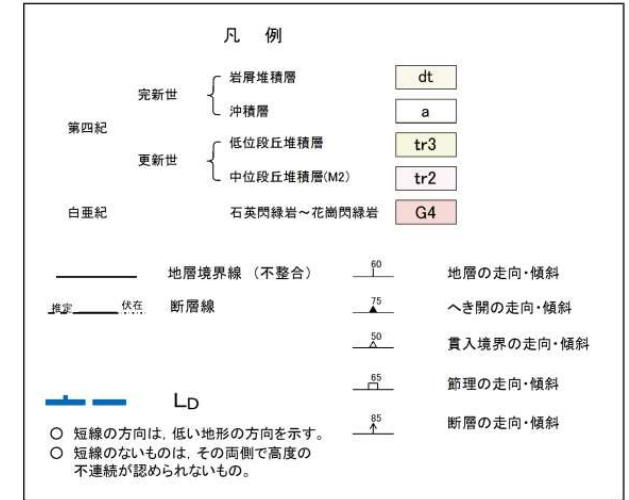 凡 例
岩屑堆積層 dt
完新世
沖積層 a
第四紀
低位段丘堆積層 tr3
更新世
中位段丘堆積層(M2) tr2
白亜紀 石英閃緑岩～花崗閃緑岩 G4
地層境界線 (不整合)
推定 伏在 断層線
LD
○ 短線の方向は, 低い地形の方向を示す。
○ 短線のないものは, その両側で高度の
不連続が認められないもの。
60 地層の走向・傾斜
75 へき開の走向・傾斜
50 貫入境界の走向・傾斜
65 節理の走向・傾斜
85 断層の走向・傾斜